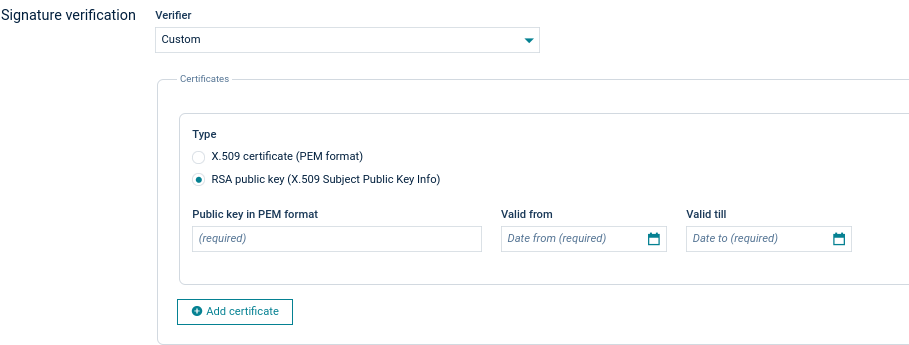 Signature verification
Verifier
Custom
Certificates
Type
X.509 certificate (PEM format)
RSA public key (X.509 Subject Public Key Info)
Public key in PEM format Valid from Valid till
(required) Date from (required) Date to (required)
Add certificate